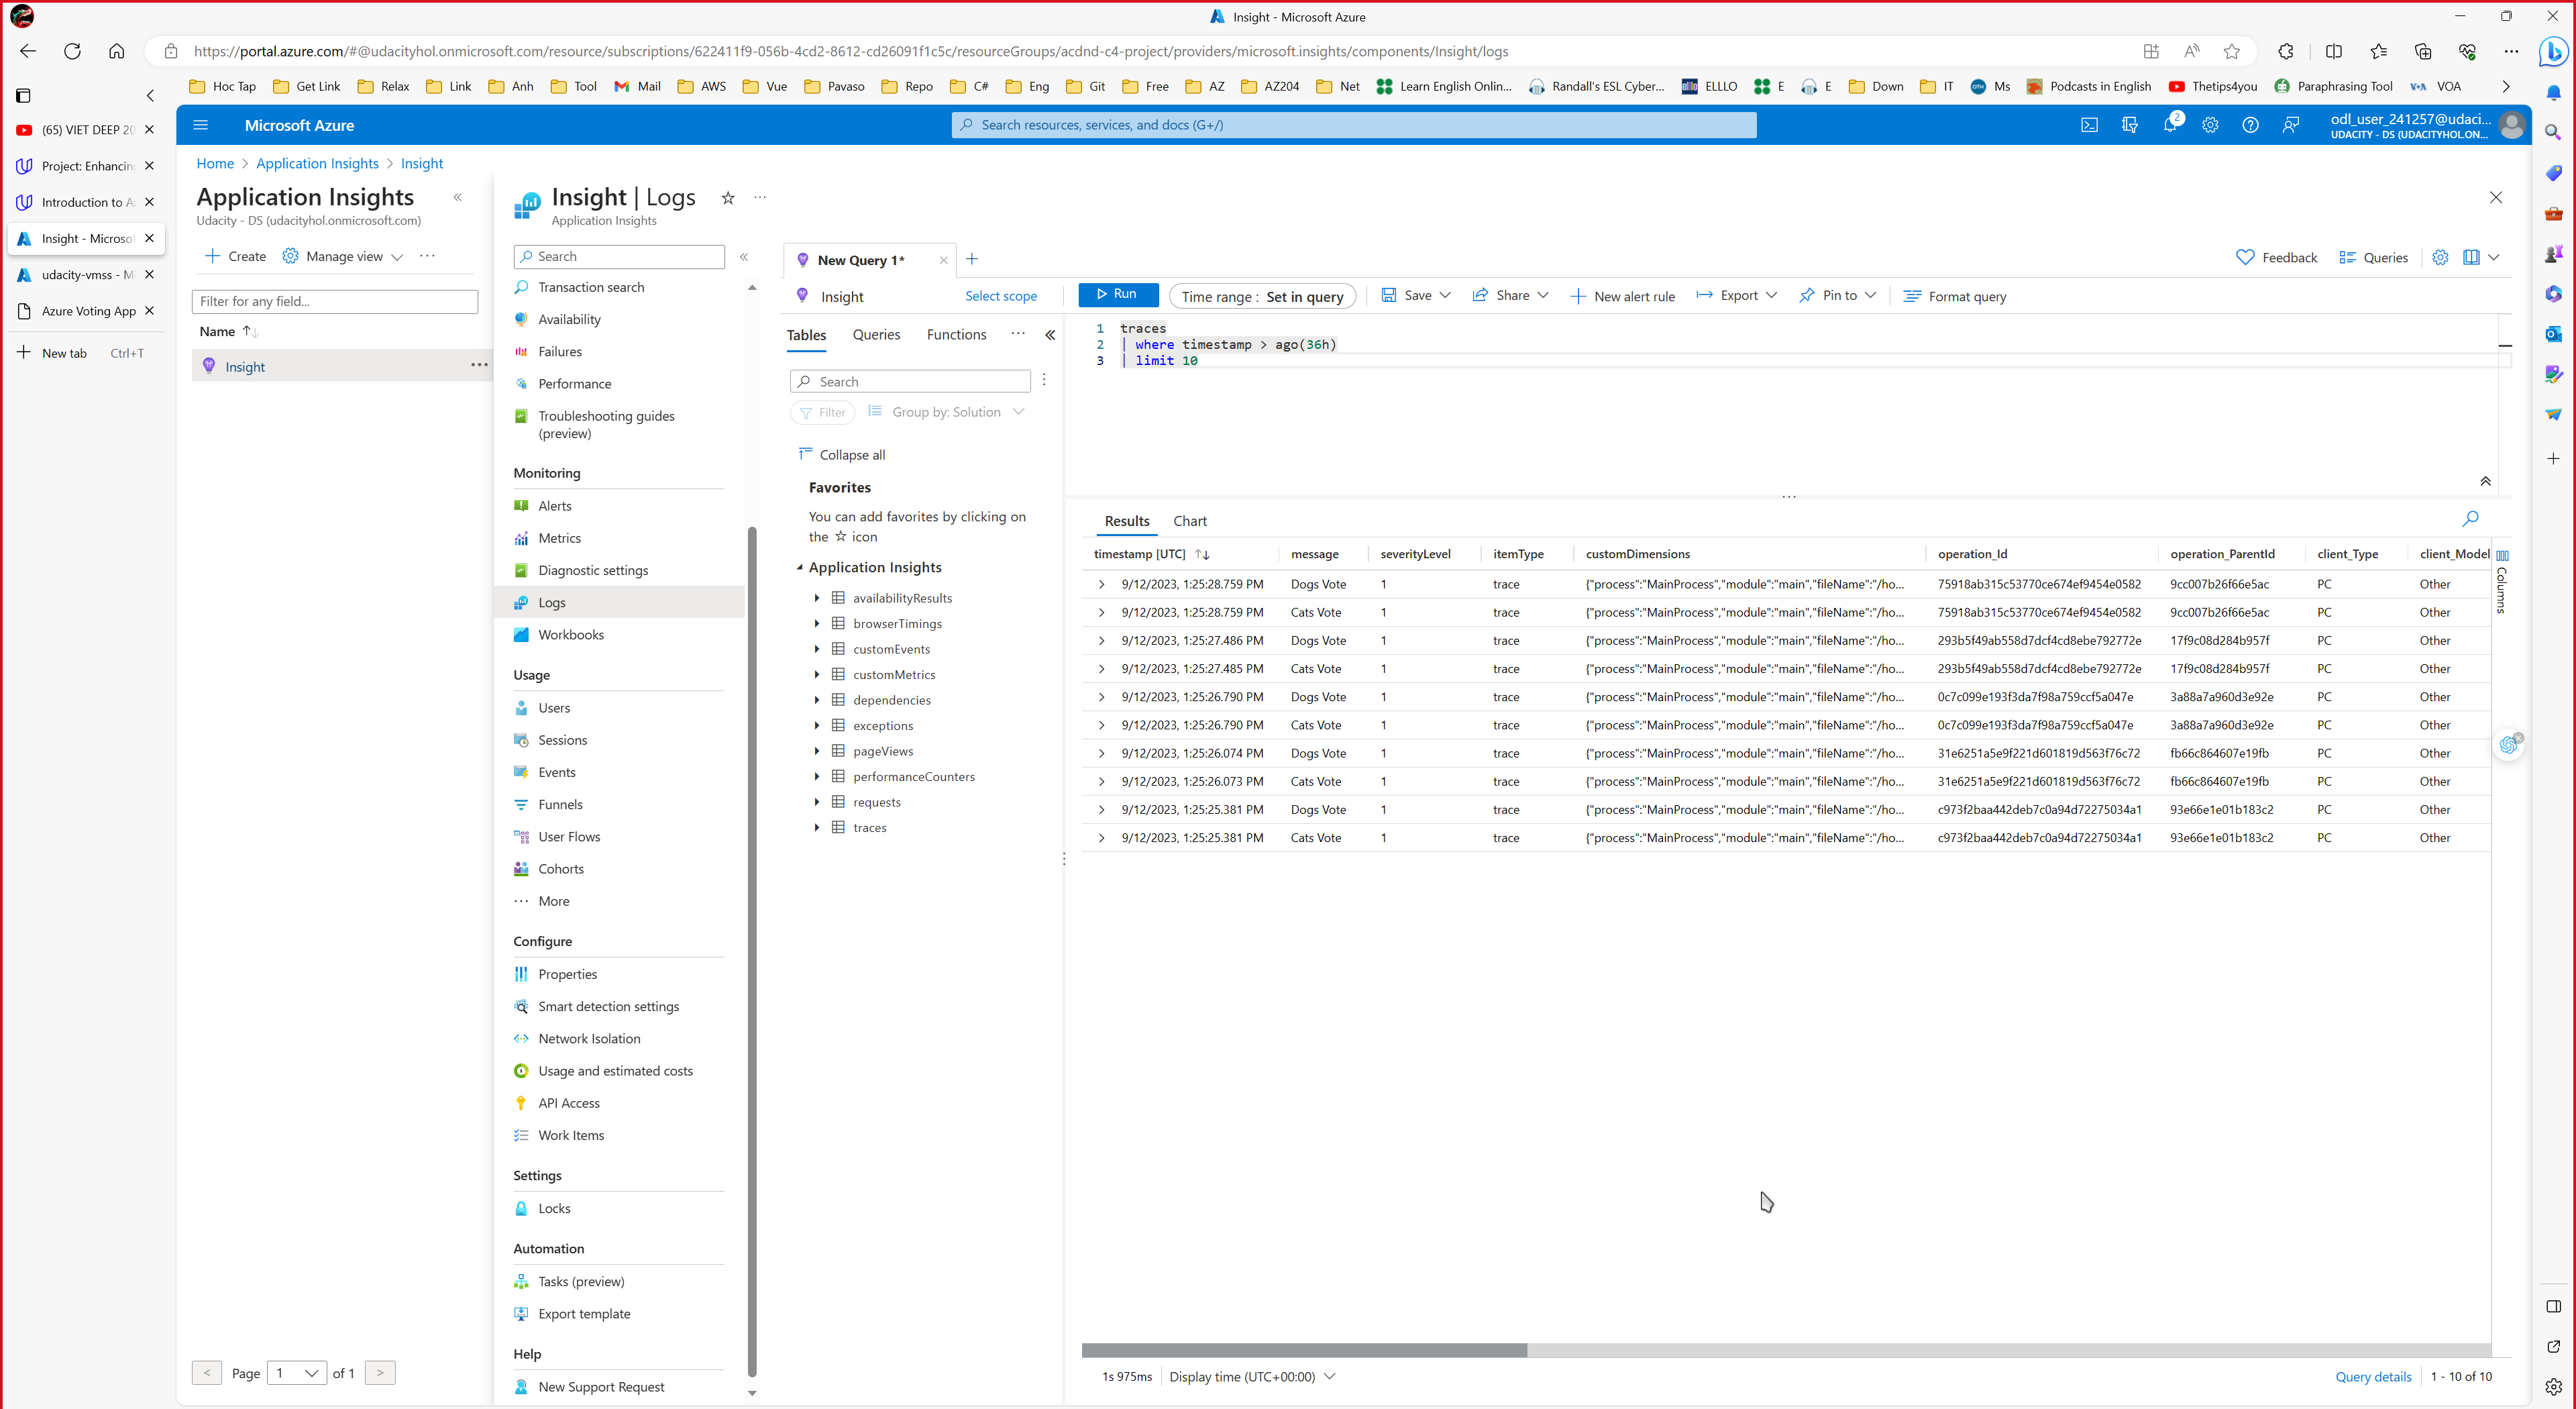 Insight - Microsoft Azure
https://portal.azure.com/#@udacityhol.onmicrosoft.com/resource/subscriptions/622411f9-056b-4cd2-8612-cd26091f1c5c/resourceGroups/acdnd-c4-project/providers/microsoft.insights/components/Insight/logs
Hoc Tap Get Link Relax Link Anh Tool Mail AWS Vue Pavaso Repo C# Eng Git Free AZ AZ204 Net Learn English Onlin... Randall's ESL Cyber... ELLLO E E Down IT Ms Podcasts in English Thetips4you Paraphrasing Tool VOA
(65) VIET DEEP 20
Project: Enhancin
Introduction to A
Insight - Microsof
udacity-vmss - M
Azure Voting App
New tab Ctrl+T
Microsoft Azure
Search resources, services, and docs (G+/)
2
odl_user_241257@udaci...
UDACITY - DS (UDACITYHOL.ON...
Home > Application Insights > Insight
Application Insights
Udacity - DS (udacityhol.onmicrosoft.com)
Create Manage view
Filter for any field...
Name
Insight
< Page 1 of 1 >
Insight | Logs
Application Insights
Search
Transaction search
Availability
Failures
Performance
Troubleshooting guides
(preview)
Monitoring
Alerts
Metrics
Diagnostic settings
Logs
Workbooks
Usage
Users
Sessions
Events
Funnels
User Flows
Cohorts
More
Configure
Properties
Smart detection settings
Network Isolation
Usage and estimated costs
API Access
Work Items
Settings
Locks
Automation
Tasks (preview)
Export template
Help
New Support Request
New Query 1*
Feedback Queries
Insight Select scope
Run Time range : Set in query Save Share New alert rule Export Pin to Format query
Tables Queries Functions
Search
Filter Group by: Solution
Collapse all
Favorites
You can add favorites by clicking on
the ☆ icon
Application Insights
availabilityResults
browserTimings
customEvents
customMetrics
dependencies
exceptions
pageViews
performanceCounters
requests
traces
1 traces
2 | where timestamp > ago(36h)
3 | limit 10
Results Chart
timestamp [UTC] message severityLevel itemType customDimensions operation_Id operation_ParentId client_Type client_Model
9/12/2023, 1:25:28.759 PM Dogs Vote 1 trace {"process":"MainProcess","module":"main","fileName":"/ho... 75918ab315c53770ce674ef9454e0582 9cc007b26f66e5ac PC Other
9/12/2023, 1:25:28.759 PM Cats Vote 1 trace {"process":"MainProcess","module":"main","fileName":"/ho... 75918ab315c53770ce674ef9454e0582 9cc007b26f66e5ac PC Other
9/12/2023, 1:25:27.486 PM Dogs Vote 1 trace {"process":"MainProcess","module":"main","fileName":"/ho... 293b5f49ab558d7dcf4cd8ebe792772e 17f9c08d284b957f PC Other
9/12/2023, 1:25:27.485 PM Cats Vote 1 trace {"process":"MainProcess","module":"main","fileName":"/ho... 293b5f49ab558d7dcf4cd8ebe792772e 17f9c08d284b957f PC Other
9/12/2023, 1:25:26.790 PM Dogs Vote 1 trace {"process":"MainProcess","module":"main","fileName":"/ho... 0c7c099e193f3da7f98a759ccf5a047e 3a88a7a960d3e92e PC Other
9/12/2023, 1:25:26.790 PM Cats Vote 1 trace {"process":"MainProcess","module":"main","fileName":"/ho... 0c7c099e193f3da7f98a759ccf5a047e 3a88a7a960d3e92e PC Other
9/12/2023, 1:25:26.074 PM Dogs Vote 1 trace {"process":"MainProcess","module":"main","fileName":"/ho... 31e6251a5e9f221d601819d563f76c72 fb66c864607e19fb PC Other
9/12/2023, 1:25:26.073 PM Cats Vote 1 trace {"process":"MainProcess","module":"main","fileName":"/ho... 31e6251a5e9f221d601819d563f76c72 fb66c864607e19fb PC Other
9/12/2023, 1:25:25.381 PM Dogs Vote 1 trace {"process":"MainProcess","module":"main","fileName":"/ho... c973f2baa442deb7c0a94d72275034a1 93e66e1e01b183c2 PC Other
9/12/2023, 1:25:25.381 PM Cats Vote 1 trace {"process":"MainProcess","module":"main","fileName":"/ho... c973f2baa442deb7c0a94d72275034a1 93e66e1e01b183c2 PC Other
Columns
1s 975ms Display time (UTC+00:00) Query details 1 - 10 of 10